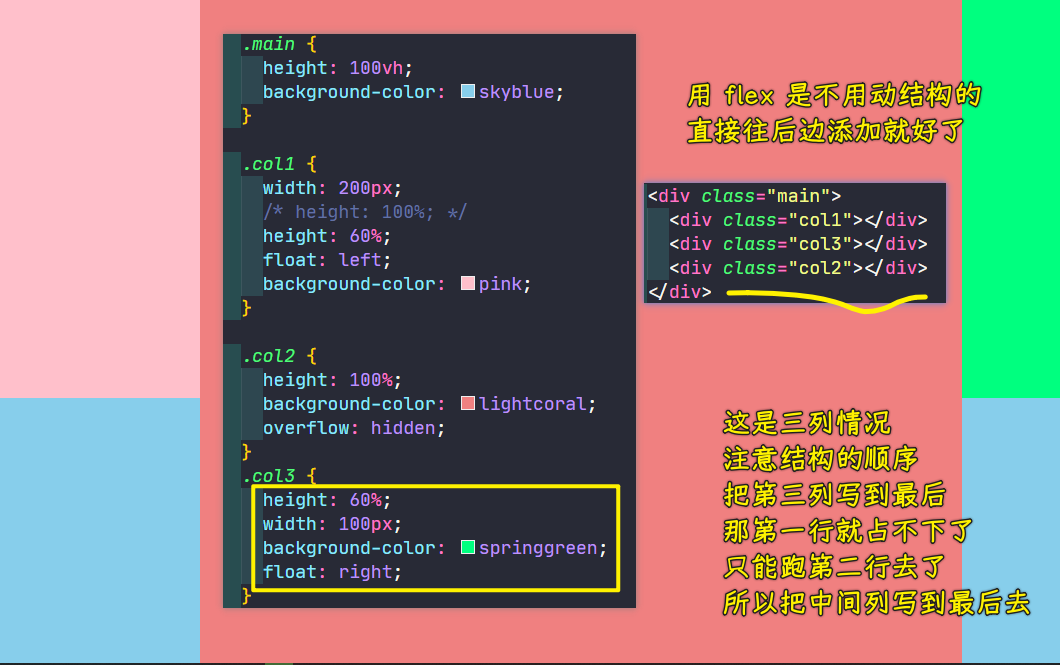 .main {
height: 100vh;
background-color: skyblue;
}
.col1 {
width: 200px;
/* height: 100%; */
height: 60%;
float: left;
background-color: pink;
}
.col2 {
height: 100%;
background-color: lightcoral;
overflow: hidden;
}
.col3 {
height: 60%;
width: 100px;
background-color: springgreen;
float: right;
}
用 flex 是不用动结构的
直接往后边添加就好了
<div class="main">
<div class="col1"></div>
<div class="col3"></div>
<div class="col2"></div>
</div>
这是三列情况
注意结构的顺序
把第三列写到最后
那第一行就占不下了
只能跑第二行去了
所以把中间列写到最后去